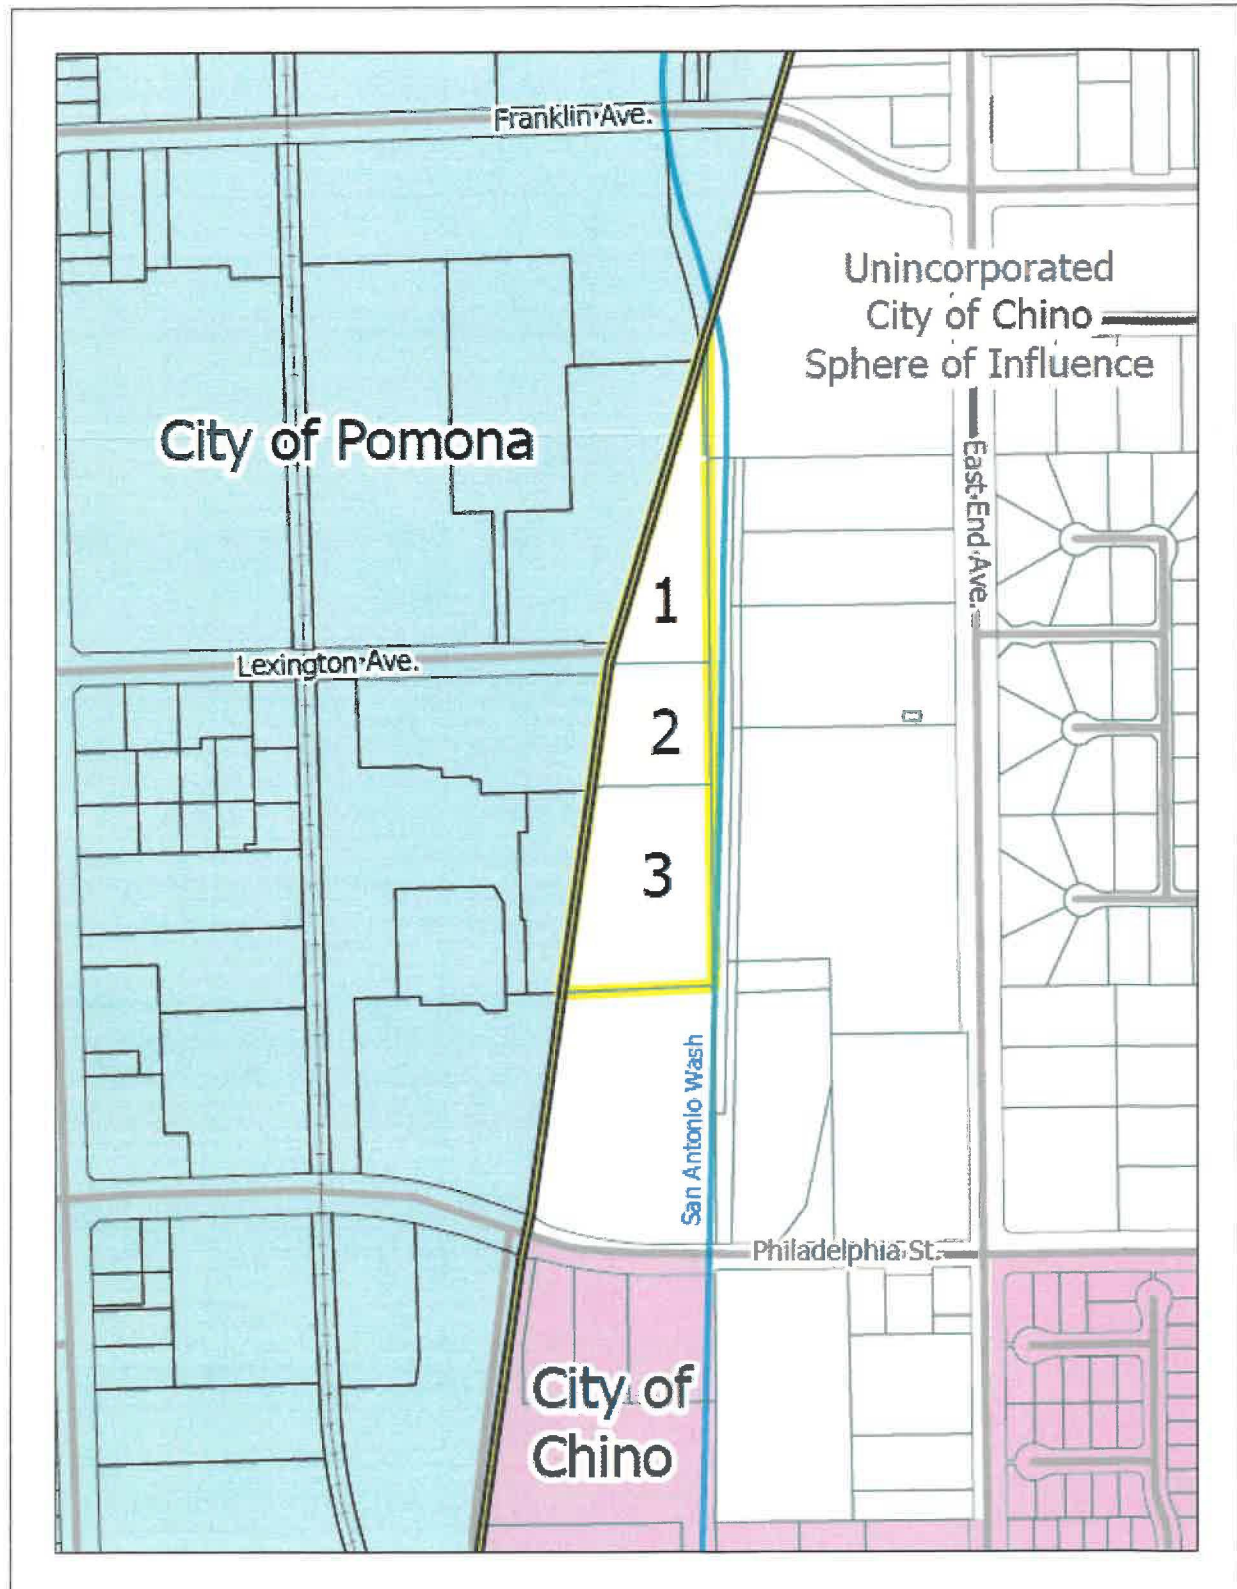 Franklin Ave.
Unincorporated
City of Chino
Sphere of Influence
City of Pomona
East End Ave.
1
Lexington Ave.
2
3
San Antonio Wash
Philadelphia St.
City of
Chino